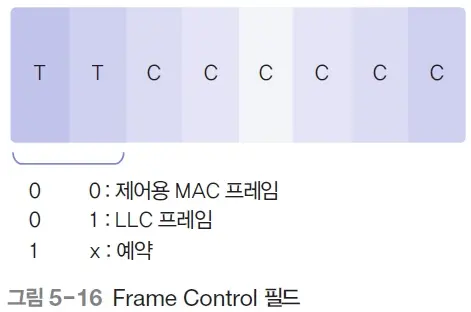 T T C C C C C C
0 0 : 제어용 MAC 프레임
0 1 : LLC 프레임
1 x : 예약
그림 5-16 Frame Control 필드